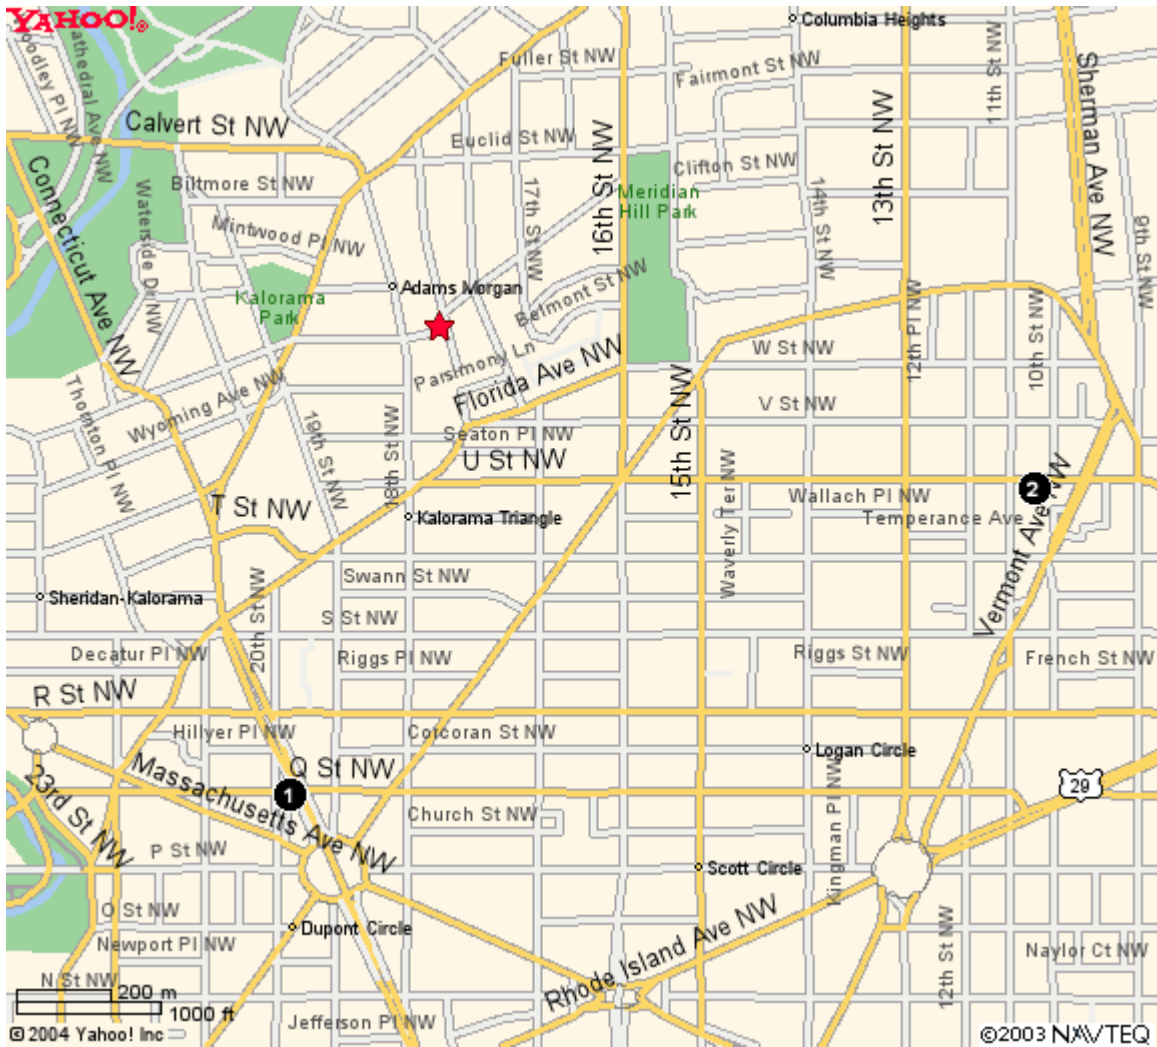 YAHOO!®
Columbia Heights
Fuller St NW
Fairmont St NW
11th St NW
Sherman Ave NW
Woodley Pl NW
Cathedral Ave NW
Calvert St NW
Euclid St NW
16th St NW
13th St NW
Clifton St NW
Meridian
Hill Park
Biltmore St NW
Connecticut Ave NW
Waterside Dr NW
Mintwood Pl NW
17th St NW
14th St NW
9th St NW
Kalorama
Park
Adams Morgan
Belmont St NW
12th Pl NW
10th St NW
W St NW
Parsimony Ln
Florida Ave NW
V St NW
Thornton Pl NW
Wyoming Ave NW
19th St NW
18th St NW
Seaton Pl NW
U St NW
15th St NW
Waverly Ter NW
Wallach Pl NW
2
T St NW
Kalorama Triangle
Temperance Ave
Vermont Ave NW
Swann St NW
Sheridan-Kalorama
20th St NW
S St NW
Decatur Pl NW
Riggs Pl NW
Riggs St NW
French St NW
R St NW
Hillyer Pl NW
Corcoran St NW
Logan Circle
Q St NW
1
Massachusetts Ave NW
23rd St NW
Church St NW
Kingman Pl NW
29
P St NW
Scott Circle
O St NW
Dupont Circle
Newport Pl NW
Rhode Island Ave NW
12th St NW
Naylor Ct NW
N St NW
200 m
1000 ft
Jefferson Pl NW
©2004 Yahoo! Inc
©2003 NAVTEQ